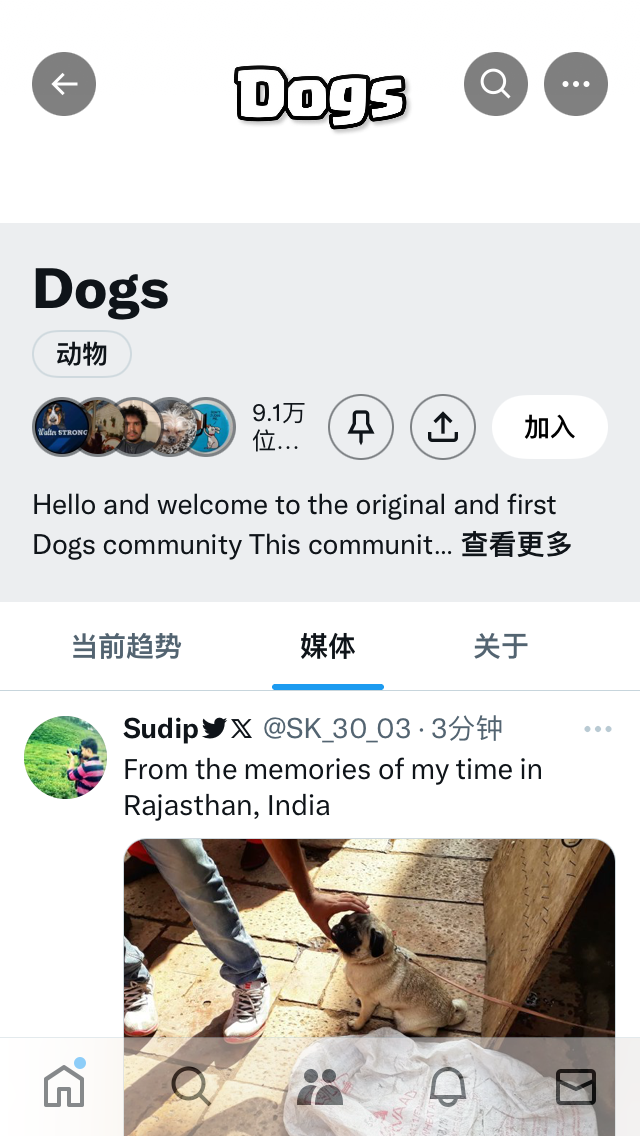 Dogs
Dogs
动物
Walter STRONG
9.1万
位…
加入
Hello and welcome to the original and first
Dogs community This communit… 查看更多
当前趋势
媒体
关于
Sudip @SK_30_03 · 3分钟
From the memories of my time in
Rajasthan, India